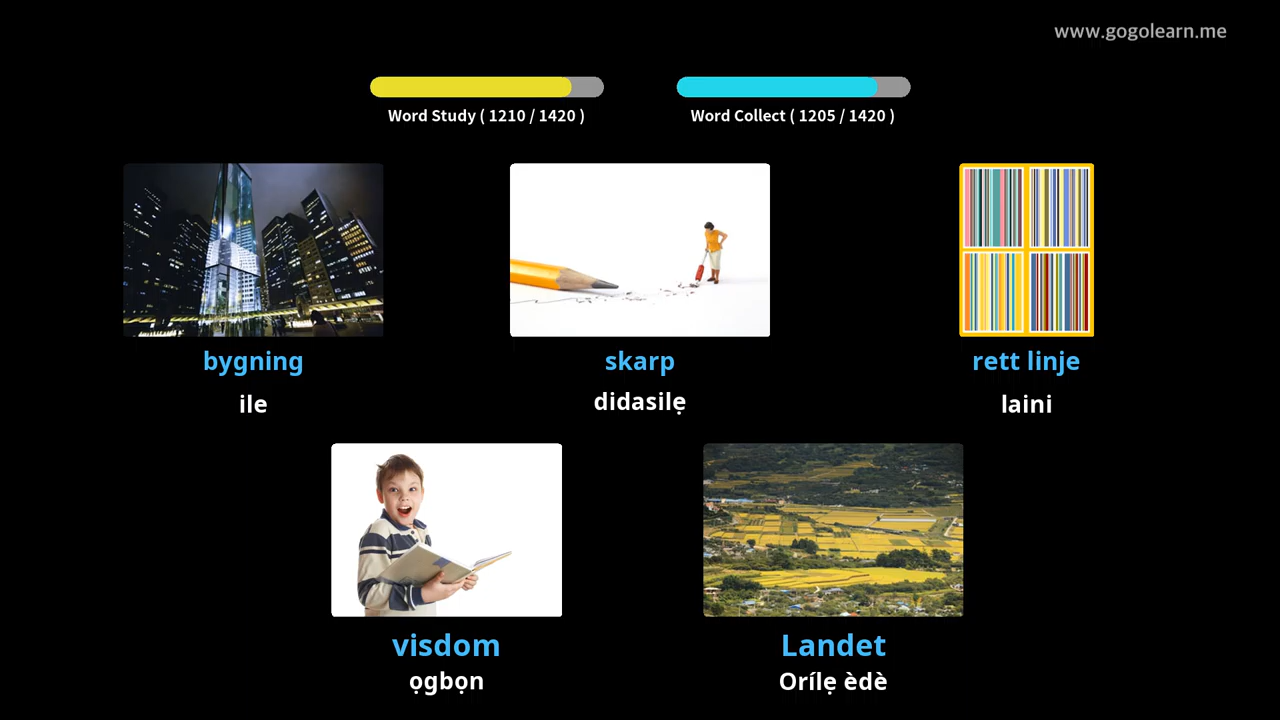 www.gogolearn.me
Word Study ( 1210 / 1420 )
Word Collect ( 1205 / 1420 )
bygning
ile
skarp
didasilẹ
rett linje
laini
visdom
ọgbọn
Landet
Orílẹ èdè